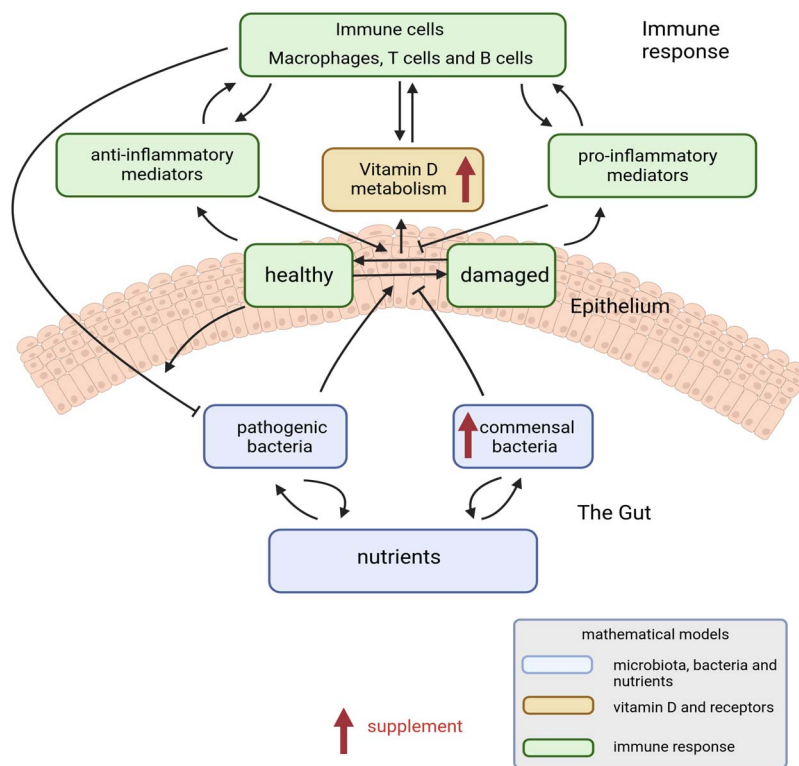 Immune cells
Macrophages, T cells and B cells
Immune
response
anti-inflammatory
mediators
Vitamin D
metabolism
pro-inflammatory
mediators
healthy
damaged
Epithelium
pathogenic
bacteria
commensal
bacteria
The Gut
nutrients
mathematical models
microbiota, bacteria and
nutrients
vitamin D and receptors
immune response
supplement